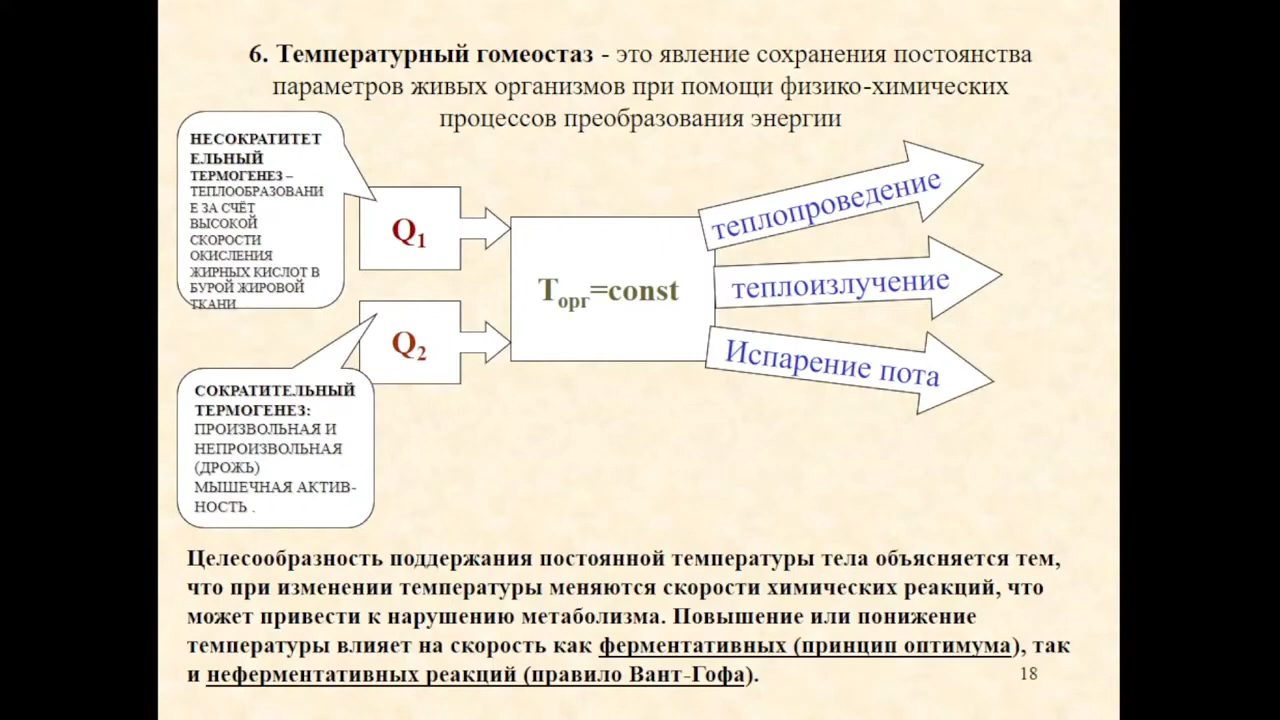 6. Температурный гомеостаз - это явление сохранения постоянства
параметров живых организмов при помощи физико-химических
процессов преобразования энергии
НЕСОКРАТИТЕТ
ЕЛЬНЫЙ
ТЕРМОГЕНЕЗ –
ТЕПЛООБРАЗОВАНИ
Е ЗА СЧЁТ
ВЫСОКОЙ
СКОРОСТИ
ОКИСЛЕНИЯ
ЖИРНЫХ КИСЛОТ В
БУРОЙ ЖИРОВОЙ
ТКАНИ
Q1
Q2
Tорг=const
теплопроведение
теплоизлучение
Испарение пота
СОКРАТИТЕЛЬНЫЙ
ТЕРМОГЕНЕЗ:
ПРОИЗВОЛЬНАЯ И
НЕПРОИЗВОЛЬНАЯ
(ДРОЖЬ)
МЫШЕЧНАЯ АКТИВ-
НОСТЬ .
Целесообразность поддержания постоянной температуры тела объясняется тем,
что при изменении температуры меняются скорости химических реакций, что
может привести к нарушению метаболизма. Повышение или понижение
температуры влияет на скорость как ферментативных (принцип оптимума), так
и неферментативных реакций (правило Вант-Гофа).
18